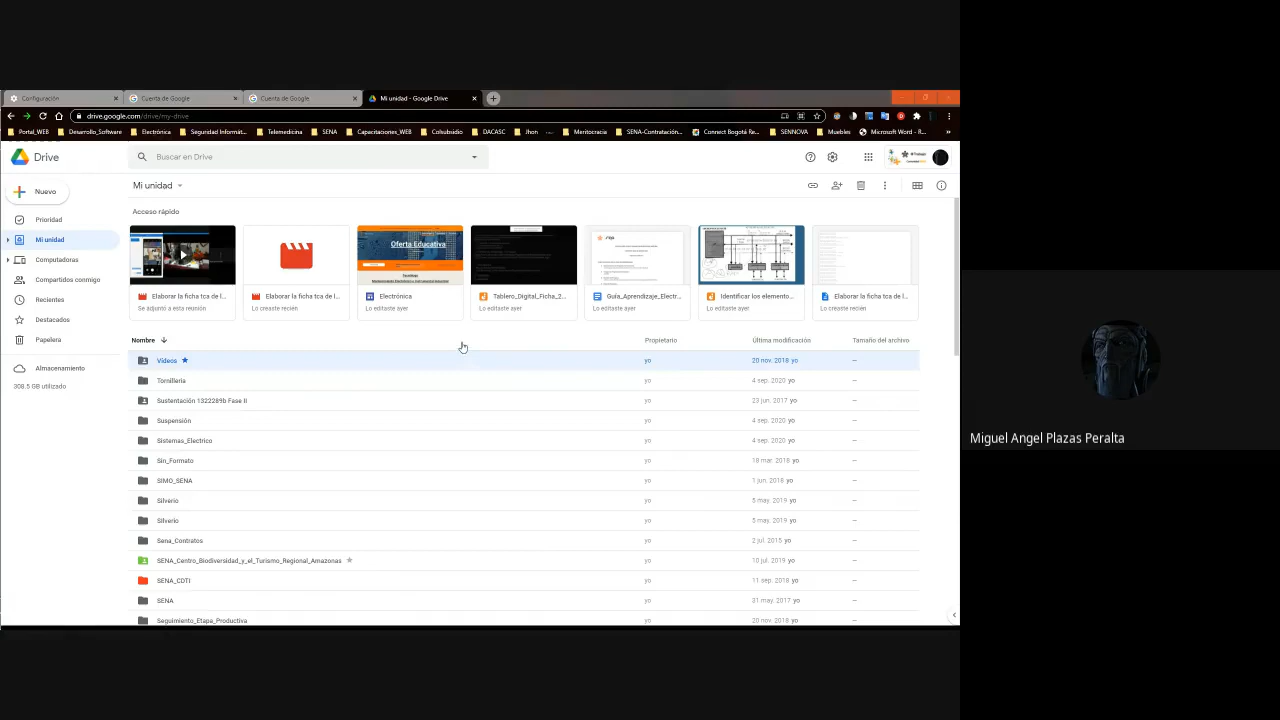 Configuración
Cuenta de Google
Cuenta de Google
Mi unidad - Google Drive
drive.google.com/drive/my-drive
Portal_WEB
Desarrollo_Software
Electrónica
Seguridad Informát...
Telemedicina
SENA
Capacitaciones_WEB
Colsubsidio
DACASC
Jhon
Meritocracia
SENA-Contratación...
Connect Bogotá Re...
SENNOVA
Muebles
Microsoft Word - R...
Drive
Buscar en Drive
Nuevo
Mi unidad
Prioridad
Mi unidad
Computadoras
Compartidos conmigo
Recientes
Destacados
Papelera
Almacenamiento
308.5 GB utilizado
Acceso rápido
Oferta Educativa
Elaborar la ficha tca de l...
Se adjuntó a esta reunión
Elaborar la ficha tca de l...
Lo creaste recién
Electrónica
Lo editaste ayer
Tablero_Digital_Ficha_2...
Lo editaste ayer
Guía_Aprendizaje_Electr...
Lo editaste ayer
Identificar los elemento...
Lo editaste ayer
Elaborar la ficha tca de l...
Lo creaste recién
Nombre Propietario Última modificación Tamaño del archivo
Videos yo 20 nov. 2018 yo —
Tornilleria yo 4 sep. 2020 yo —
Sustentación 1322289b Fase II yo 23 jun. 2017 yo —
Suspensión yo 4 sep. 2020 yo —
Sistemas_Electrico yo 4 sep. 2020 yo —
Sin_Formato yo 18 mar. 2018 yo —
SIMO_SENA yo 1 jun. 2018 yo —
Silverio yo 5 may. 2019 yo —
Silverio yo 5 may. 2019 yo —
Sena_Contratos yo 2 jul. 2015 yo —
SENA_Centro_Biodiversidad_y_el_Turismo_Regional_Amazonas yo 10 jul. 2019 yo —
SENA_CDTI yo 11 sep. 2018 yo —
SENA yo 31 may. 2017 yo —
Seguimiento_Etapa_Productiva yo 20 nov. 2018 yo —
Miguel Angel Plazas Peralta